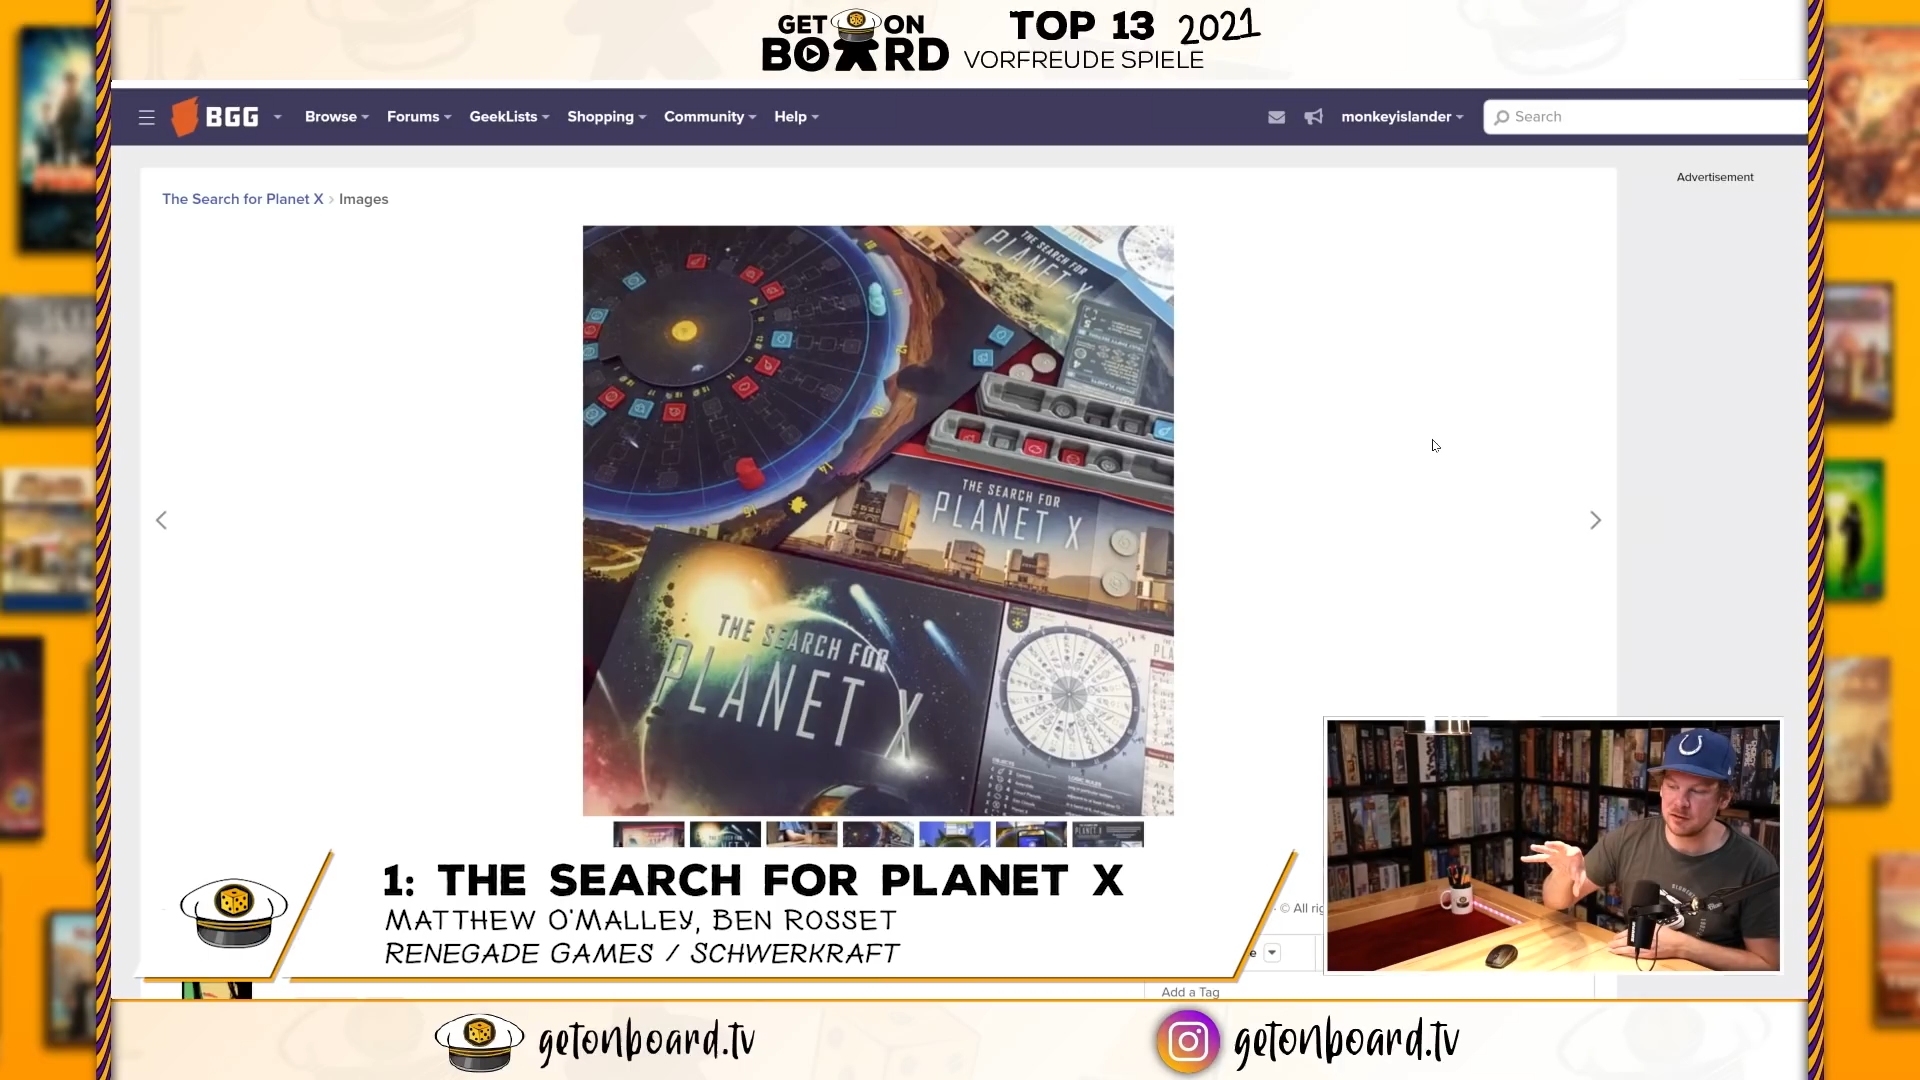 GET ON
BOARD
TOP 13 2021
VORFREUDE SPIELE
BGG
Browse
Forums
GeekLists
Shopping
Community
Help
monkeyislander
Search
Advertisement
The Search for Planet X › Images
THE SEARCH FOR
PLANET X
THE SEARCH FOR
PLANET X
THE SEARCH FOR
PLANET X
1: THE SEARCH FOR PLANET X
MATTHEW O'MALLEY, BEN ROSSET
RENEGADE GAMES / SCHWERKRAFT
Add a Tag
getonboard.tv
getonboard.tv